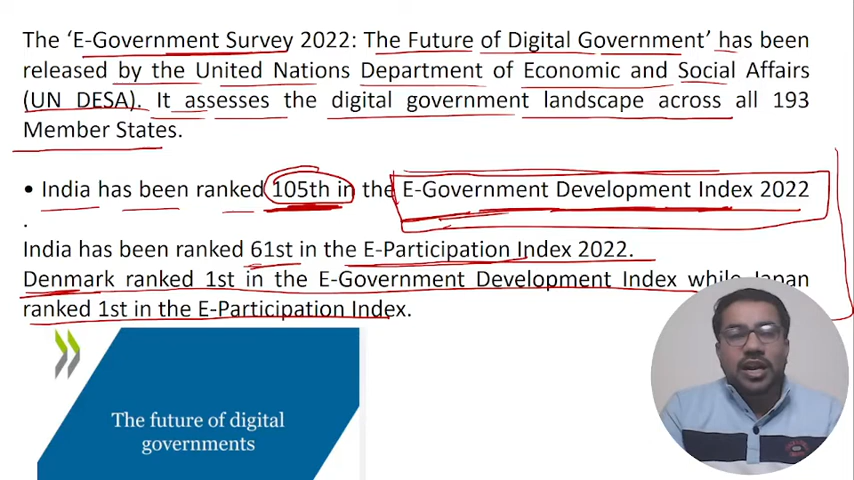 The ‘E-Government Survey 2022: The Future of Digital Government’ has been
released by the United Nations Department of Economic and Social Affairs
(UN DESA). It assesses the digital government landscape across all 193
Member States.
• India has been ranked 105th in the E-Government Development Index 2022
.
India has been ranked 61st in the E-Participation Index 2022.
Denmark ranked 1st in the E-Government Development Index while Japan
ranked 1st in the E-Participation Index.
The future of digital
governments